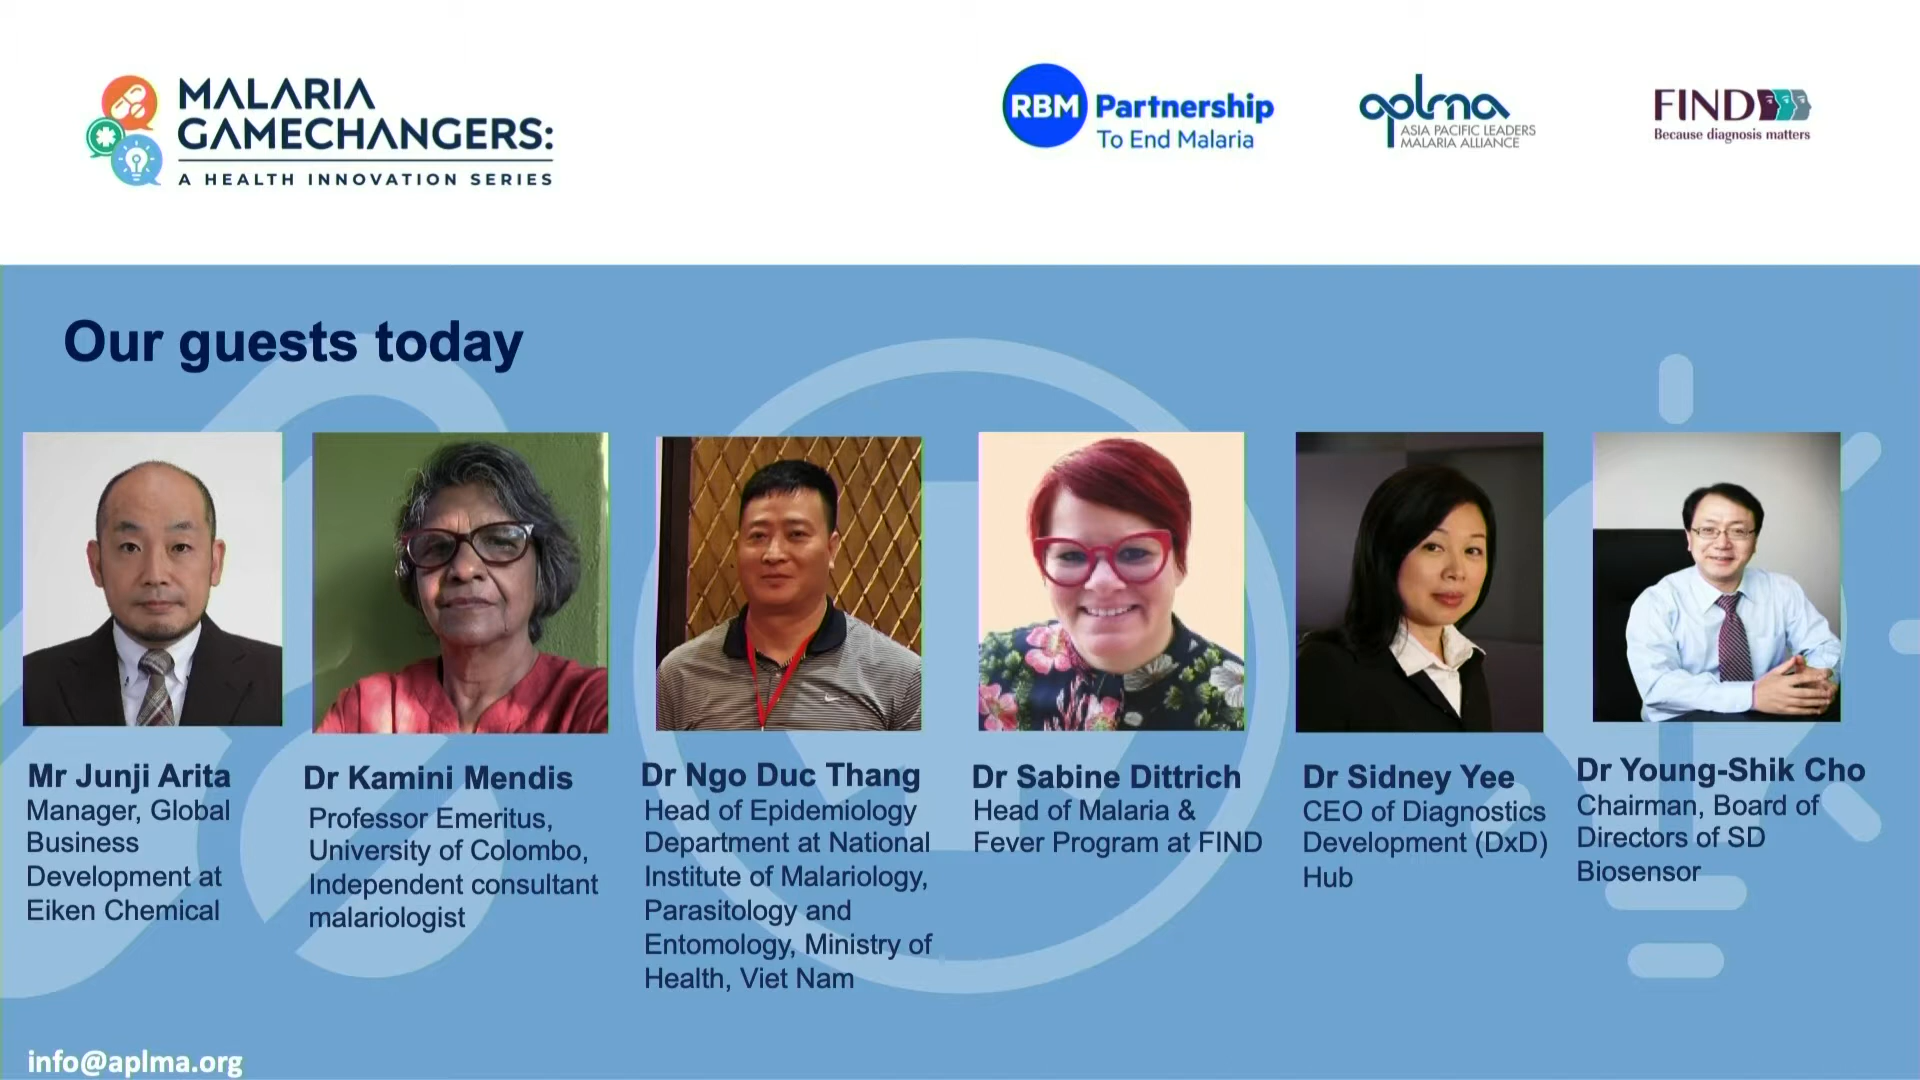 MALARIA
GAMECHANGERS:
A HEALTH INNOVATION SERIES
RBM Partnership
To End Malaria
aplma
ASIA PACIFIC LEADERS
MALARIA ALLIANCE
FIND
Because diagnosis matters
Our guests today
Mr Junji Arita
Manager, Global
Business
Development at
Eiken Chemical
Dr Kamini Mendis
Professor Emeritus,
University of Colombo,
Independent consultant
malariologist
Dr Ngo Duc Thang
Head of Epidemiology
Department at National
Institute of Malariology,
Parasitology and
Entomology, Ministry of
Health, Viet Nam
Dr Sabine Dittrich
Head of Malaria &
Fever Program at FIND
Dr Sidney Yee
CEO of Diagnostics
Development (DxD)
Hub
Dr Young-Shik Cho
Chairman, Board of
Directors of SD
Biosensor
info@aplma.org